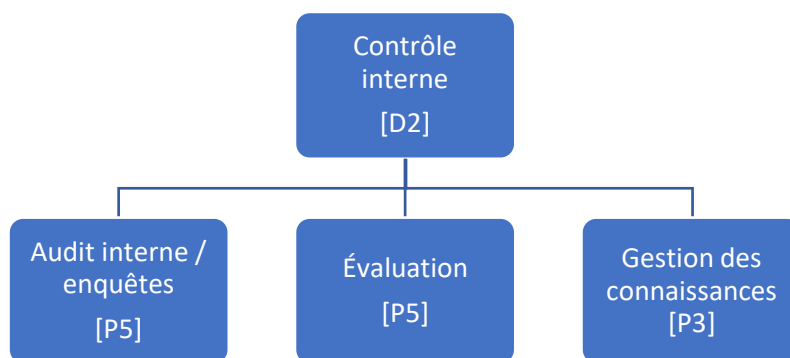 Contrôle
interne
[D2]
Audit interne /
enquêtes
[P5]
Évaluation
[P5]
Gestion des
connaissances
[P3]